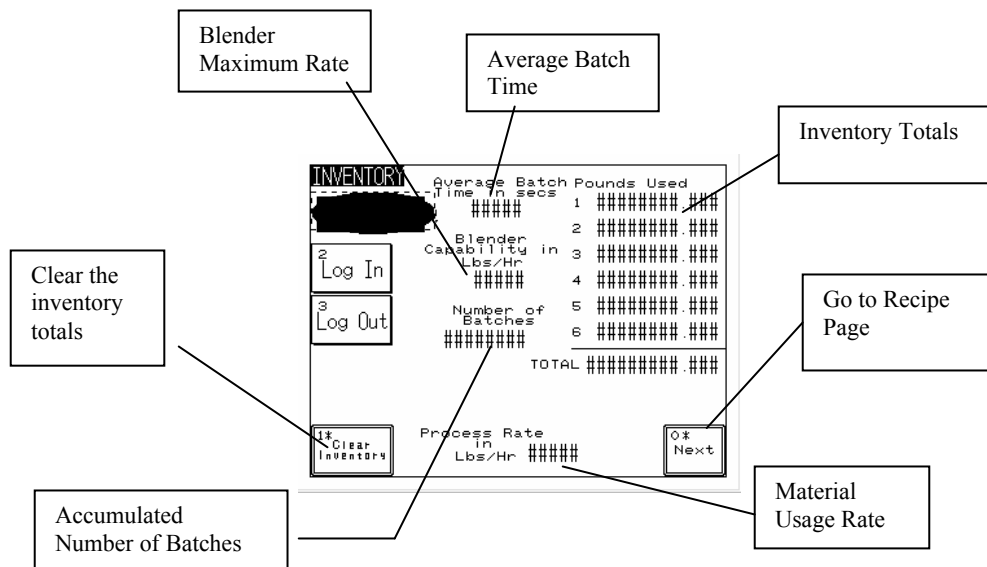 Blender
Maximum Rate
Average Batch
Time
Inventory Totals
Clear the
inventory
totals
Go to Recipe
Page
Accumulated
Number of Batches
Material
Usage Rate
INVENTORY
Average Batch
Time in secs
#####
Pounds Used
1 ########.###
2 ########.###
3 ########.###
4 ########.###
5 ########.###
6 ########.###
TOTAL #########.###
2
Log In
3
Log Out
Blender
Capability in
Lbs/Hr
#####
Number of
Batches
########
1*
Clear
Inventory
Process Rate
in
Lbs/Hr #####
0*
Next